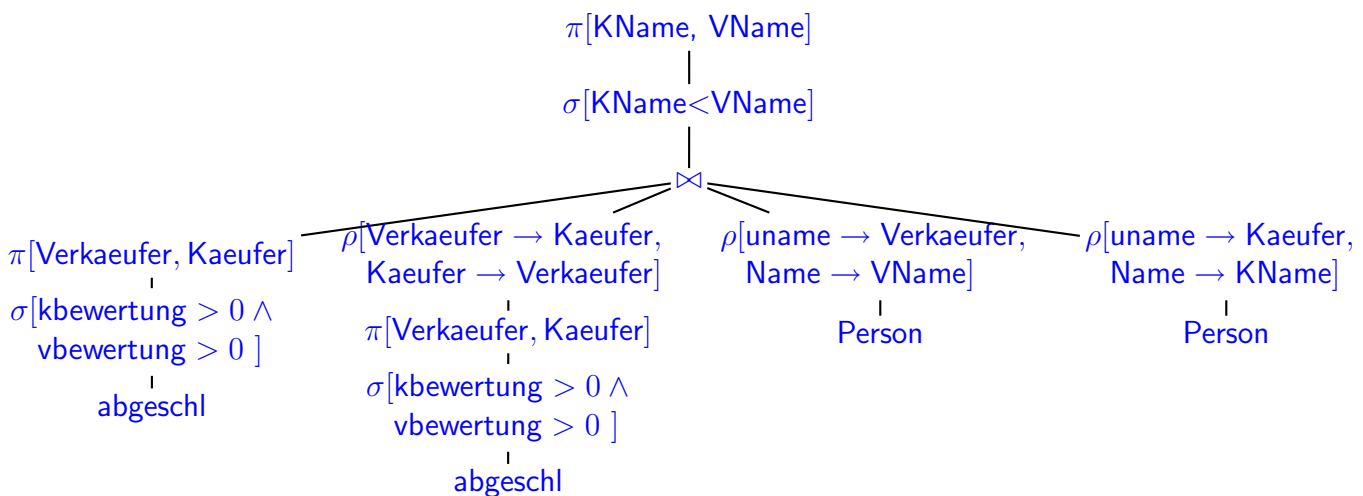 π[KName, VName]
σ[KName<VName]
⋈
π[Verkaeufer, Kaeufer]
σ[kbewertung > 0 ∧
vbewertung > 0 ]
abgeschl
ρ[Verkaeufer → Kaeufer,
Kaeufer → Verkaeufer]
π[Verkaeufer, Kaeufer]
σ[kbewertung > 0 ∧
vbewertung > 0 ]
abgeschl
ρ[uname → Verkaeufer,
Name → VName]
Person
ρ[uname → Kaeufer,
Name → KName]
Person